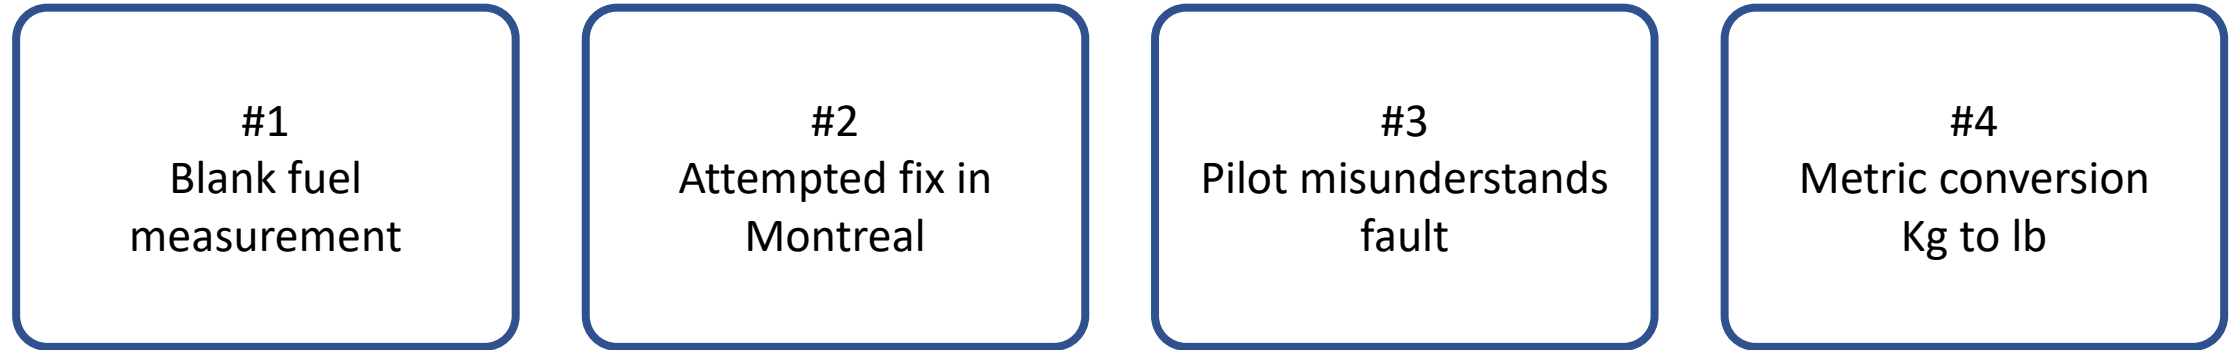 #1
Blank fuel
measurement
#2
Attempted fix in
Montreal
#3
Pilot misunderstands
fault
#4
Metric conversion
Kg to lb